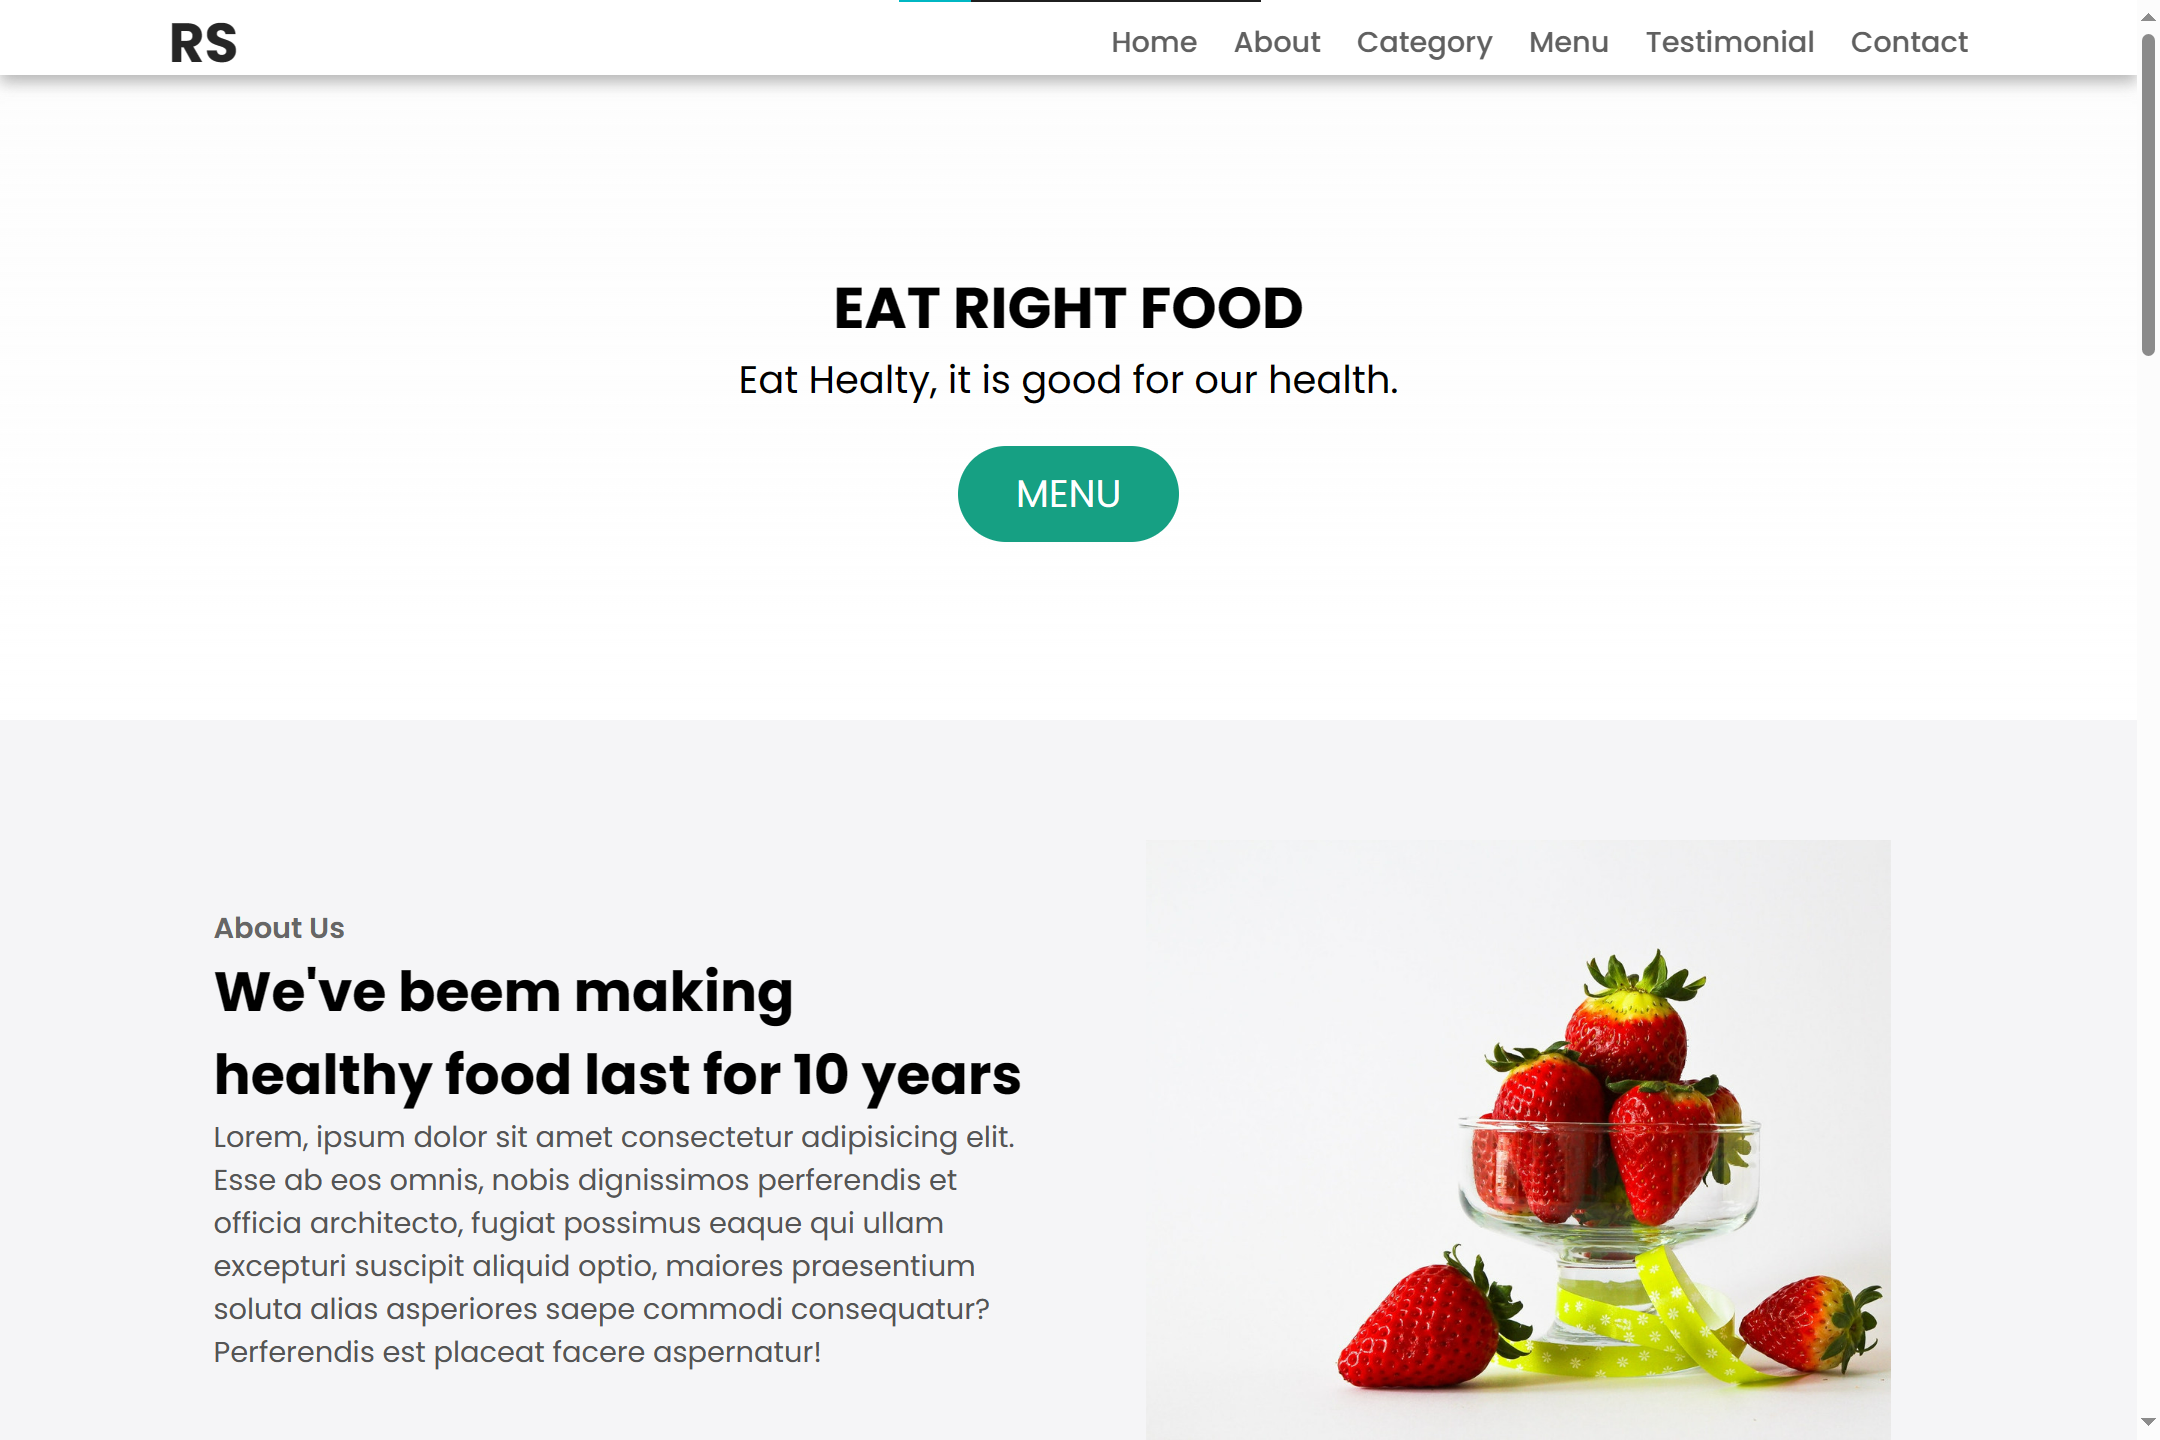 RS
Home About Category Menu Testimonial Contact
EAT RIGHT FOOD
Eat Healty, it is good for our health.
MENU
About Us
We've beem making
healthy food last for 10 years
Lorem, ipsum dolor sit amet consectetur adipisicing elit.
Esse ab eos omnis, nobis dignissimos perferendis et
officia architecto, fugiat possimus eaque qui ullam
excepturi suscipit aliquid optio, maiores praesentium
soluta alias asperiores saepe commodi consequatur?
Perferendis est placeat facere aspernatur!